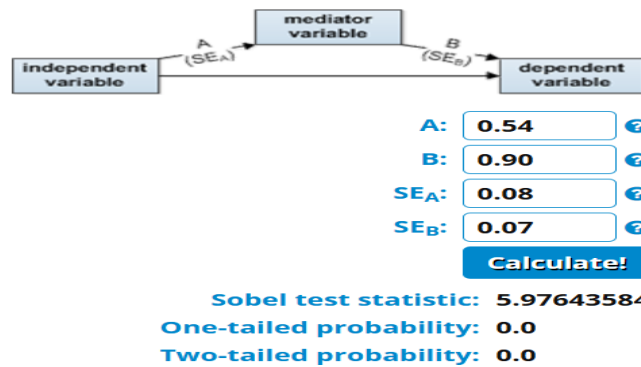 mediator
variable
A
(SEA)
B
(SEB)
independent
variable
dependent
variable
A: 0.54 ?
B: 0.90 ?
SEA: 0.08 ?
SEB: 0.07 ?
Calculate!
Sobel test statistic: 5.97643584
One-tailed probability: 0.0
Two-tailed probability: 0.0